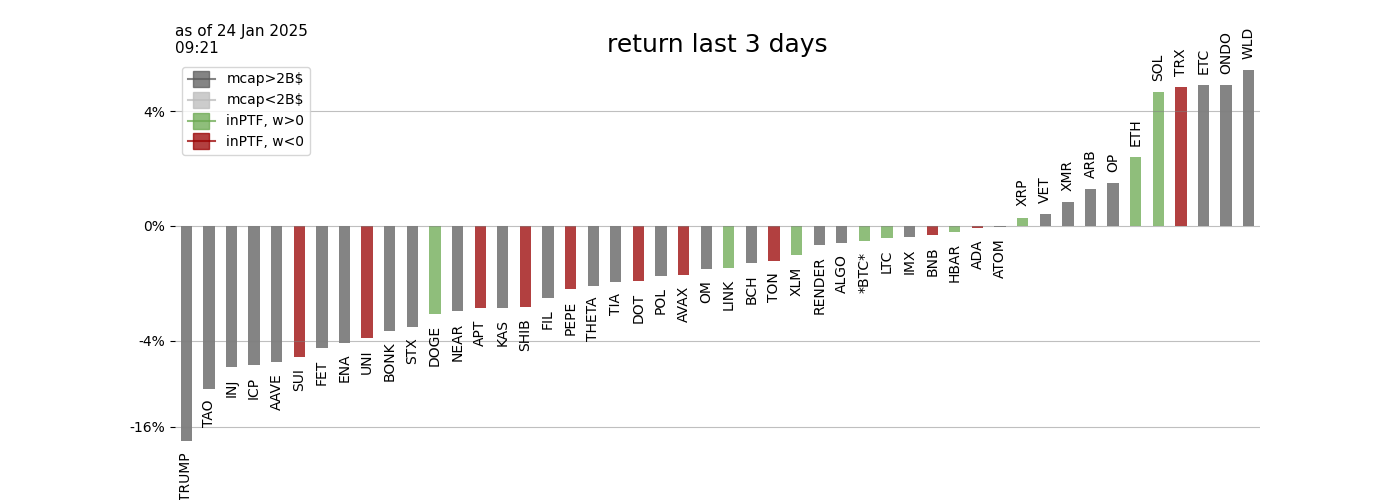 as of 24 Jan 2025
09:21
return last 3 days
mcap>2B$
mcap<2B$
inPTF, w>0
inPTF, w<0
4%
0%
-4%
-16%
TRUMP
TAO
INJ
ICP
AAVE
SUI
FET
ENA
UNI
BONK
STX
DOGE
NEAR
APT
KAS
SHIB
FIL
PEPE
THETA
TIA
DOT
POL
AVAX
OM
LINK
BCH
TON
XLM
RENDER
ALGO
*BTC*
LTC
IMX
BNB
HBAR
ADA
ATOM
XRP
VET
XMR
ARB
OP
ETH
SOL
TRX
ETC
ONDO
WLD